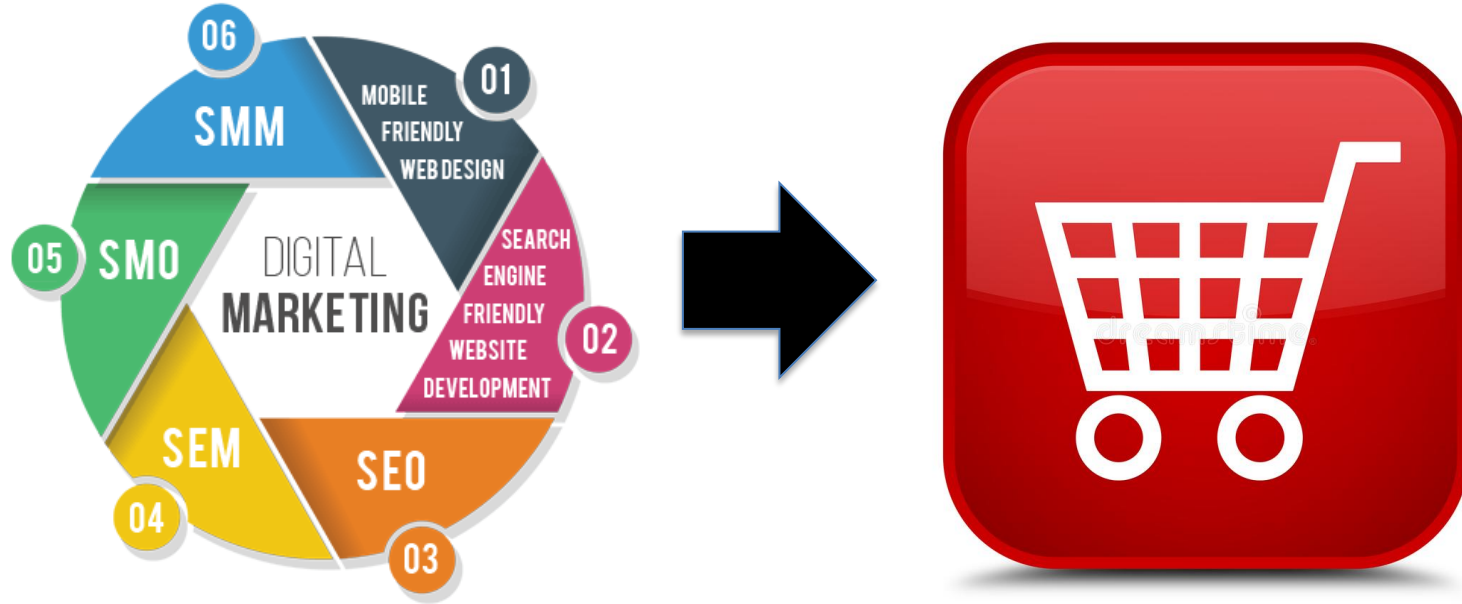 06
01
MOBILE
FRIENDLY
WEB DESIGN
SMM
SEARCH
ENGINE
FRIENDLY
WEBSITE
DEVELOPMENT
02
05
SMO
DIGITAL
MARKETING
SEM
04
SEO
03
dreamstime